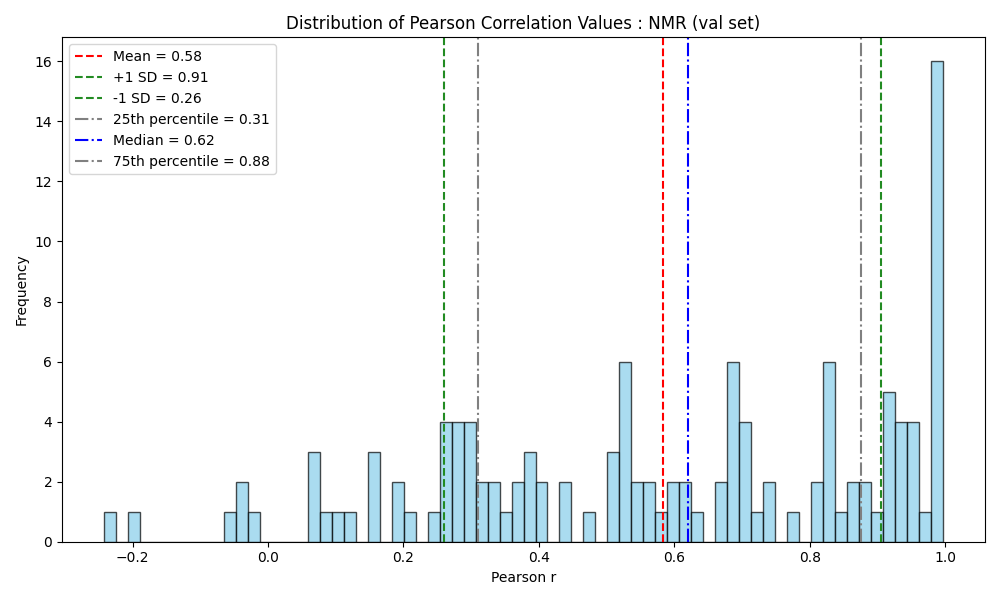 Distribution of Pearson Correlation Values : NMR (val set)
Mean = 0.58
+1 SD = 0.91
-1 SD = 0.26
25th percentile = 0.31
Median = 0.62
75th percentile = 0.88
Frequency
16
14
12
10
8
6
4
2
0
−0.2 0.0 0.2 0.4 0.6 0.8 1.0
Pearson r